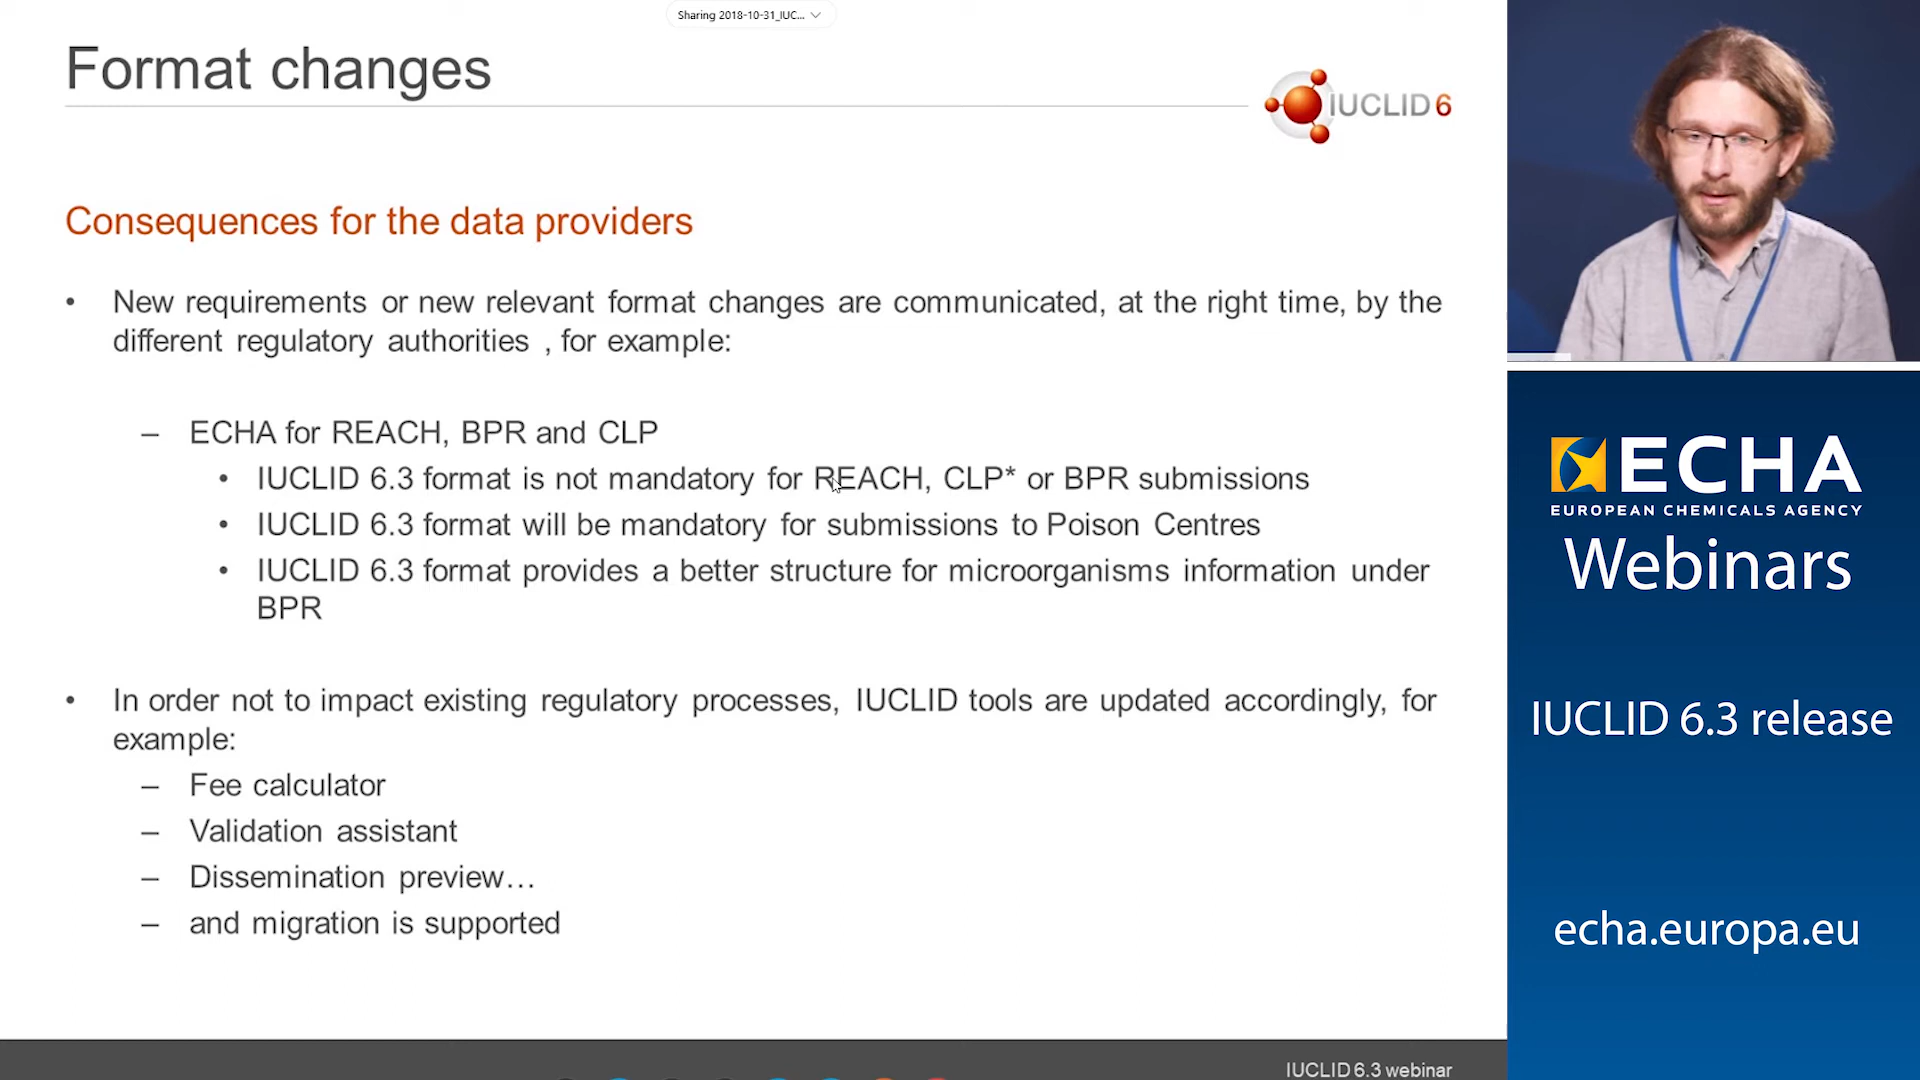 Sharing 2018-10-31_IUC...
Format changes
IUCLID 6
Consequences for the data providers
• New requirements or new relevant format changes are communicated, at the right time, by the
different regulatory authorities , for example:
– ECHA for REACH, BPR and CLP
• IUCLID 6.3 format is not mandatory for REACH, CLP* or BPR submissions
• IUCLID 6.3 format will be mandatory for submissions to Poison Centres
• IUCLID 6.3 format provides a better structure for microorganisms information under
BPR
• In order not to impact existing regulatory processes, IUCLID tools are updated accordingly, for
example:
– Fee calculator
– Validation assistant
– Dissemination preview…
– and migration is supported
IUCLID 6.3 webinar
ECHA
EUROPEAN CHEMICALS AGENCY
Webinars
IUCLID 6.3 release
echa.europa.eu